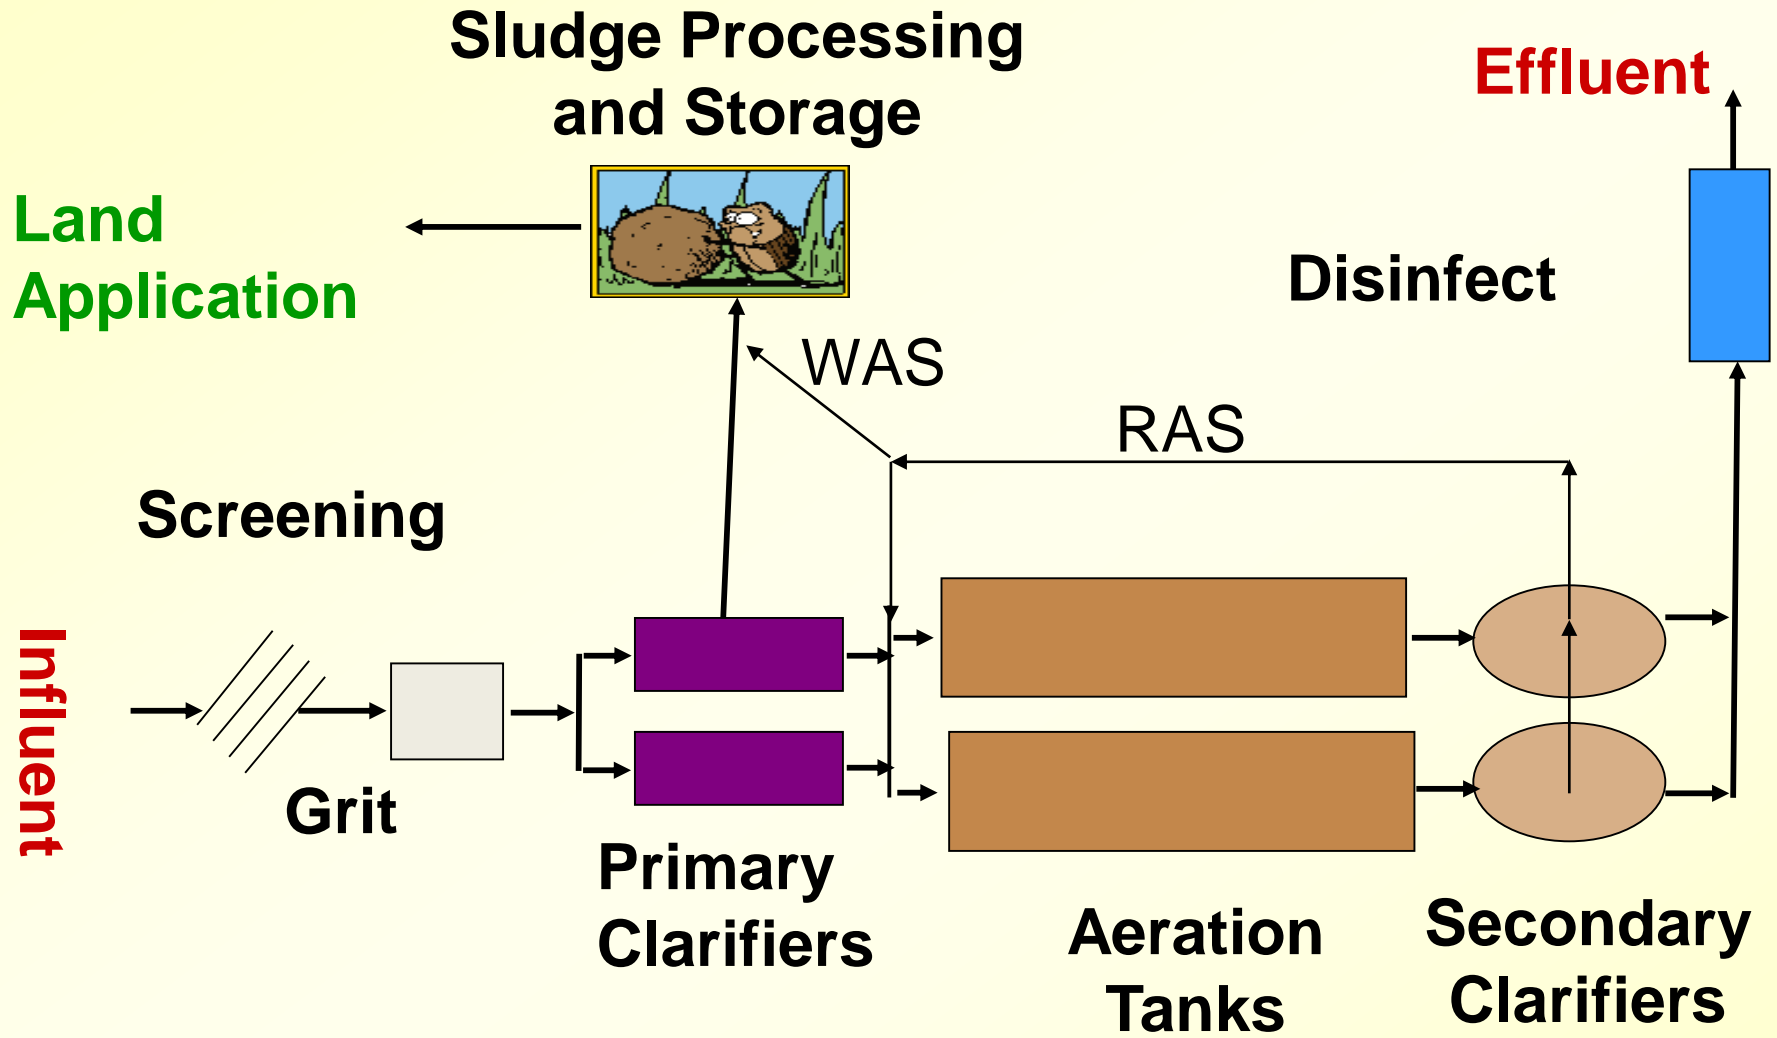 Sludge Processing
and Storage
Effluent
Land
Application
Disinfect
WAS
RAS
Screening
Influent
Grit
Primary
Clarifiers
Aeration
Tanks
Secondary
Clarifiers